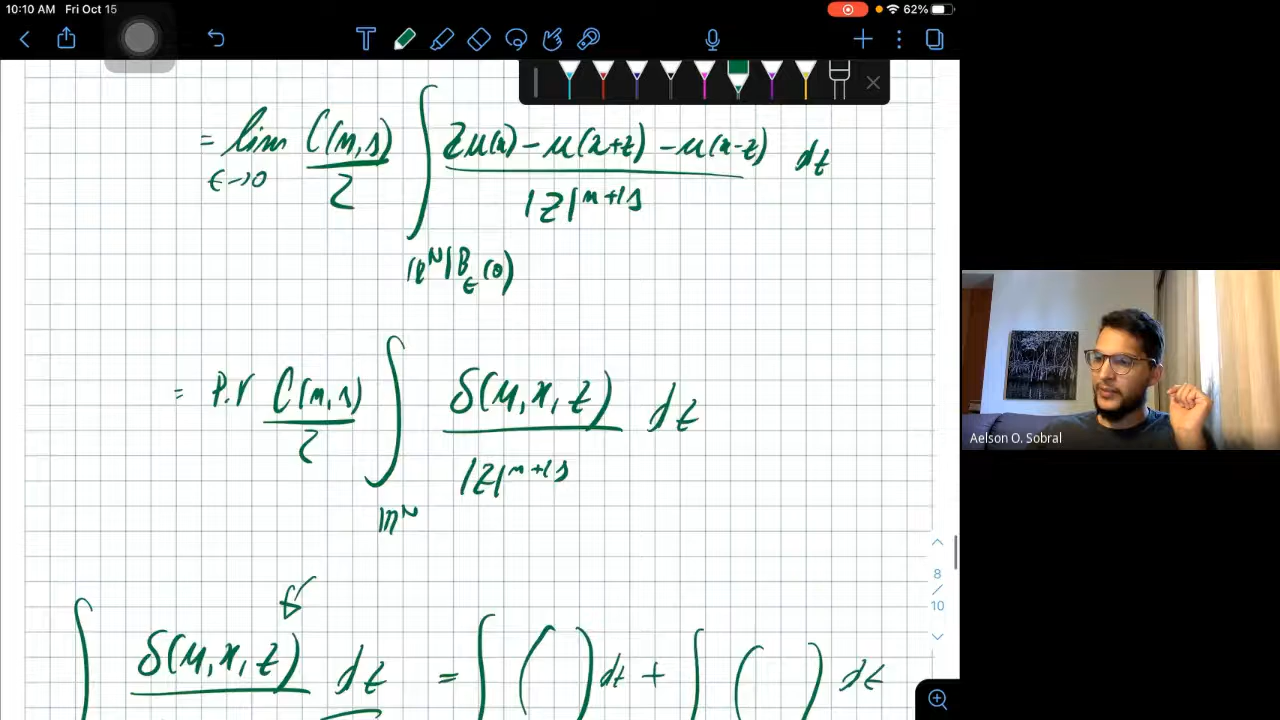 10:10 AM Fri Oct 15
62%
= lim_{ε→0} C(n,s)/2 ∫_{ℝ^N \ B_ε(0)} (2u(x) - u(x+z) - u(x-z))/|z|^{n+2s} dz
= P.V C(n,s)/2 ∫_{ℝ^N} δ(u,x,z)/|z|^{n+2s} dz
∫ δ(u,x,z) dz = ∫ ( ) dz + ∫ ( ) dz
8
/
10
Aelson O. Sobral